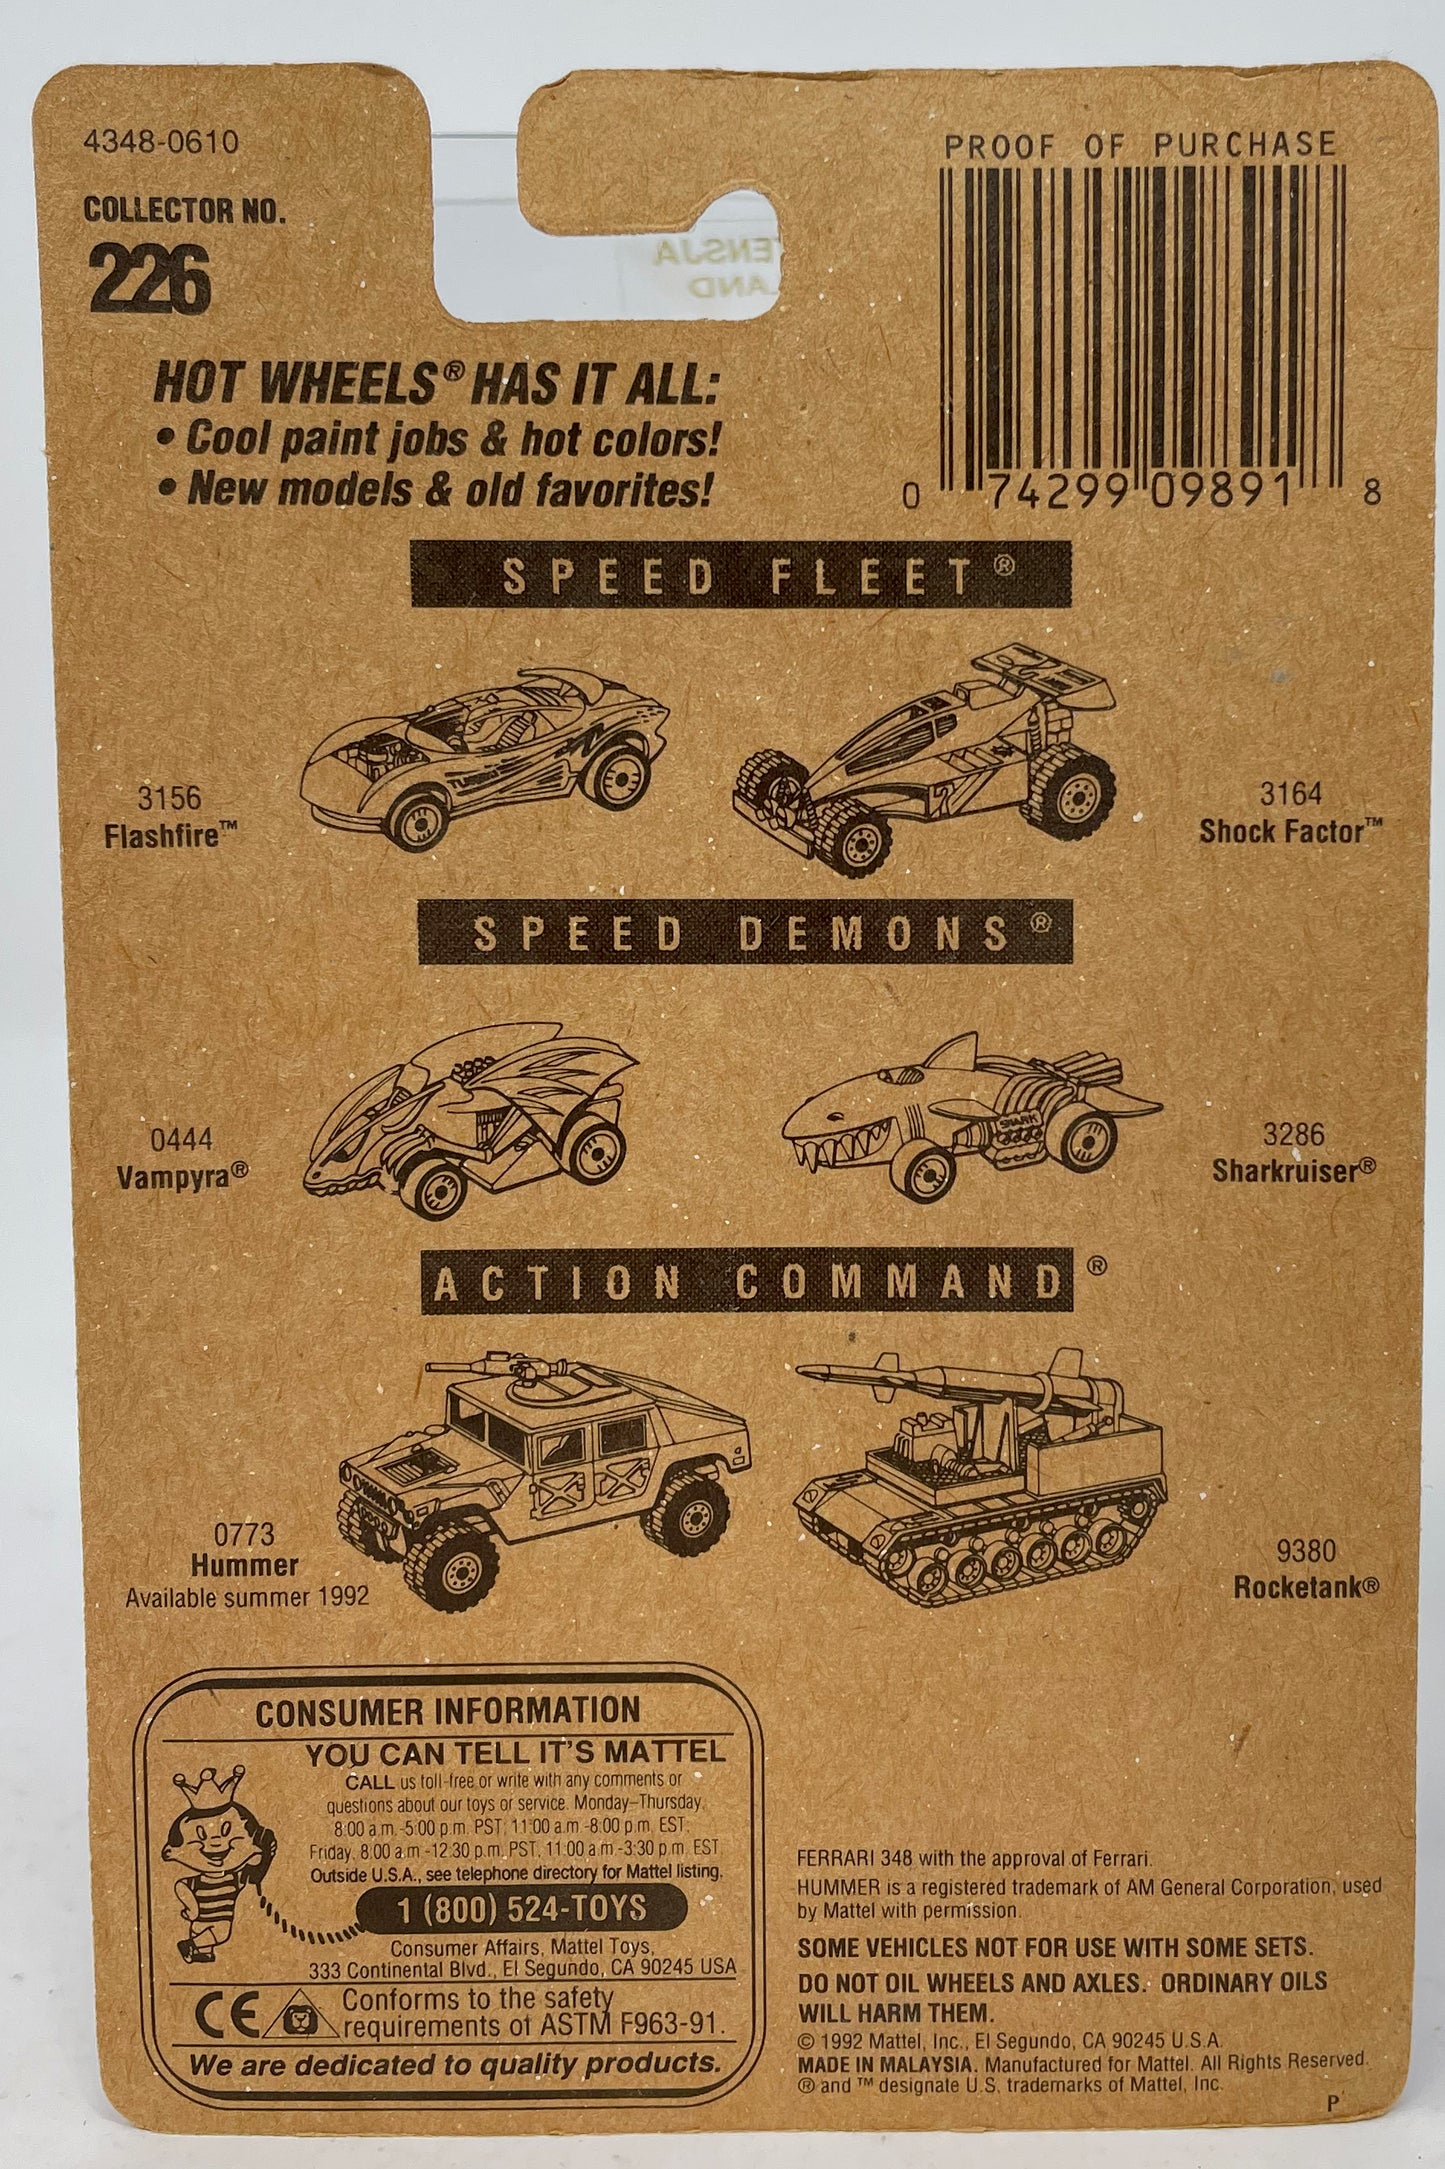 4348-0610
COLLECTOR NO.
226
PROOF OF PURCHASE
0 74299 09891 8
HOT WHEELS® HAS IT ALL:
• Cool paint jobs & hot colors!
• New models & old favorites!
SPEED FLEET®
3156
Flashfire™
3164
Shock Factor™
SPEED DEMONS®
0444
Vampyra®
SHARK
3286
Sharkruiser®
ACTION COMMAND®
0773
Hummer
Available summer 1992
9380
Rocketank®
CONSUMER INFORMATION
YOU CAN TELL IT'S MATTEL
CALL us toll-free or write with any comments or
questions about our toys or service. Monday–Thursday,
8:00 a.m.-5:00 p.m. PST; 11:00 a.m.-8:00 p.m. EST;
Friday, 8:00 a.m.-12:30 p.m. PST, 11:00 a.m.-3:30 p.m. EST
Outside U.S.A., see telephone directory for Mattel listing.
1 (800) 524-TOYS
Consumer Affairs, Mattel Toys,
333 Continental Blvd., El Segundo, CA 90245 USA
CE Conforms to the safety
requirements of ASTM F963-91.
We are dedicated to quality products.
FERRARI 348 with the approval of Ferrari.
HUMMER is a registered trademark of AM General Corporation, used
by Mattel with permission.
SOME VEHICLES NOT FOR USE WITH SOME SETS.
DO NOT OIL WHEELS AND AXLES. ORDINARY OILS
WILL HARM THEM.
© 1992 Mattel, Inc., El Segundo, CA 90245 U.S.A.
MADE IN MALAYSIA. Manufactured for Mattel. All Rights Reserved.
® and ™ designate U.S. trademarks of Mattel, Inc.
P